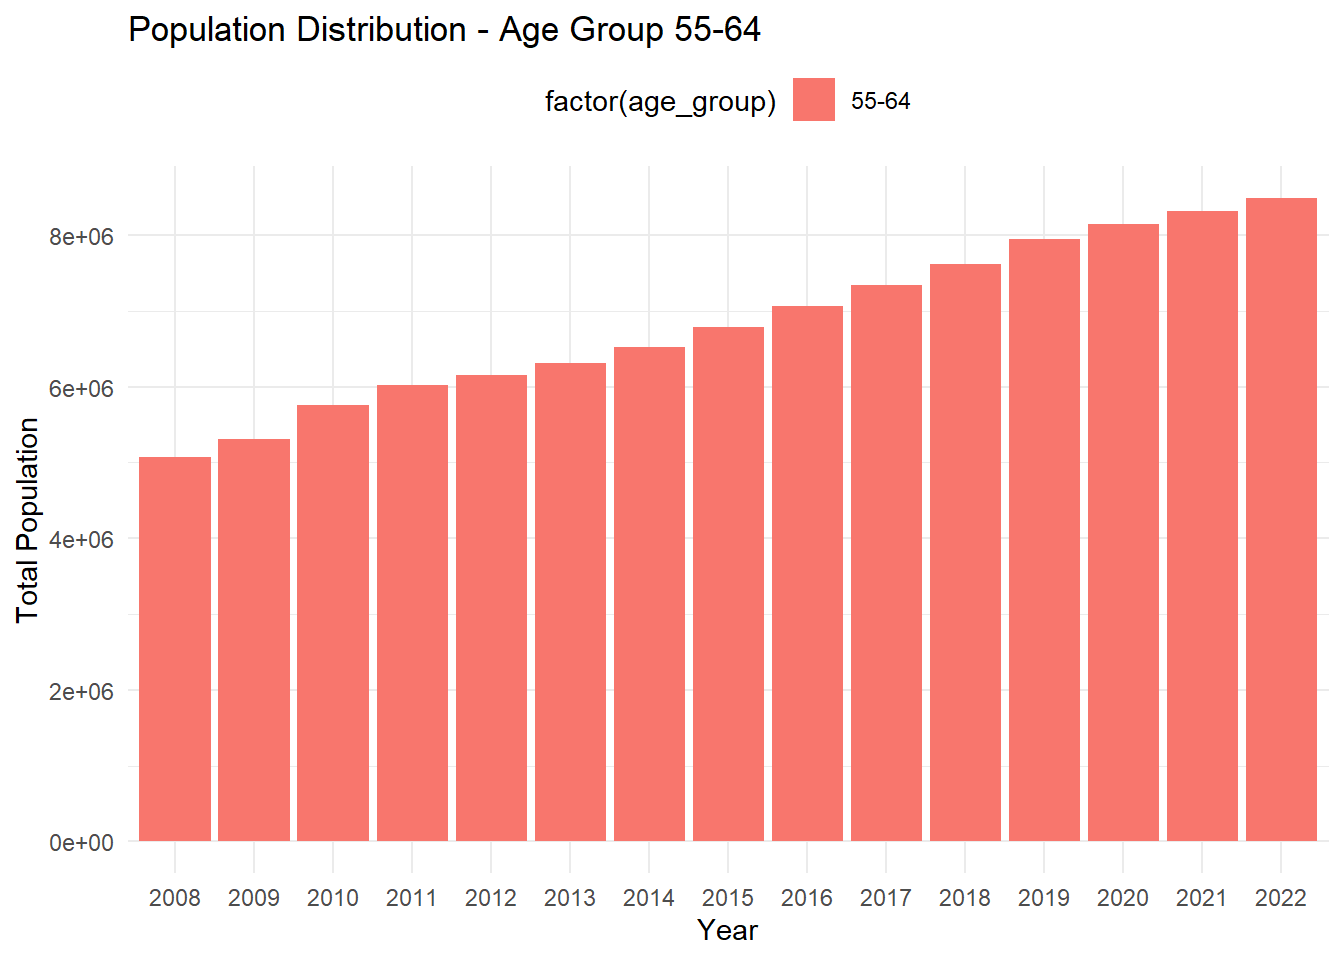 Population Distribution - Age Group 55-64
factor(age_group) 55-64
8e+06
6e+06
4e+06
2e+06
0e+00
Total Population
2008 2009 2010 2011 2012 2013 2014 2015 2016 2017 2018 2019 2020 2021 2022
Year